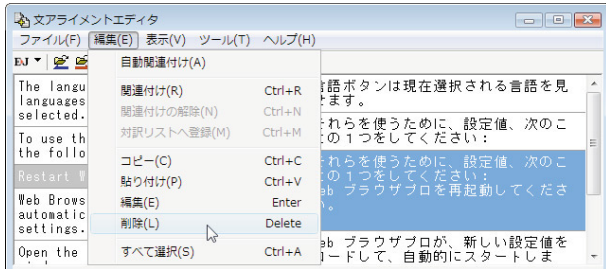 文アライメントエディタ
ファイル(F) 編集(E) 表示(V) ツール(T) ヘルプ(H)
EJ
自動関連付け(A)
関連付け(R) Ctrl+R
関連付けの解除(N) Ctrl+N
対訳リストへ登録(M) Ctrl+M
コピー(C) Ctrl+C
貼り付け(P) Ctrl+V
編集(E) Enter
削除(L) Delete
すべて選択(S) Ctrl+A
The langu
languages
selected.
To use th
the follo
Restart W
Web Brows
automatic
settings.
Open the
言語ボタンは現在選択される言語を見
せます。
れらを使うために、設定値、次のこ
との1つをしてください:
れらを使うために、設定値、次のこ
との1つをしてください:
eb ブラウザプロを再起動してくださ
い。
eb ブラウザプロが、新しい設定値を
ロードして、自動的にスタートしま